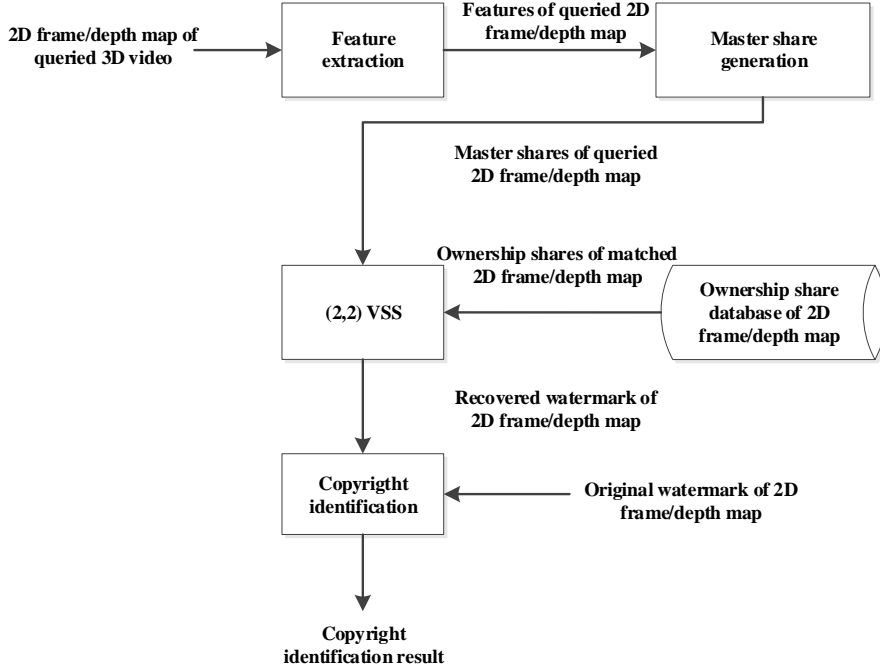 2D frame/depth map of
queried 3D video
Feature
extraction
Features of queried 2D
frame/depth map
Master share
generation
Master shares of queried
2D frame/depth map
Ownership shares of matched
2D frame/depth map
(2,2) VSS
Ownership share
database of 2D
frame/depth map
Recovered watermark of
2D frame/depth map
Copyrigtht
identification
Original watermark of 2D
frame/depth map
Copyright
identification result